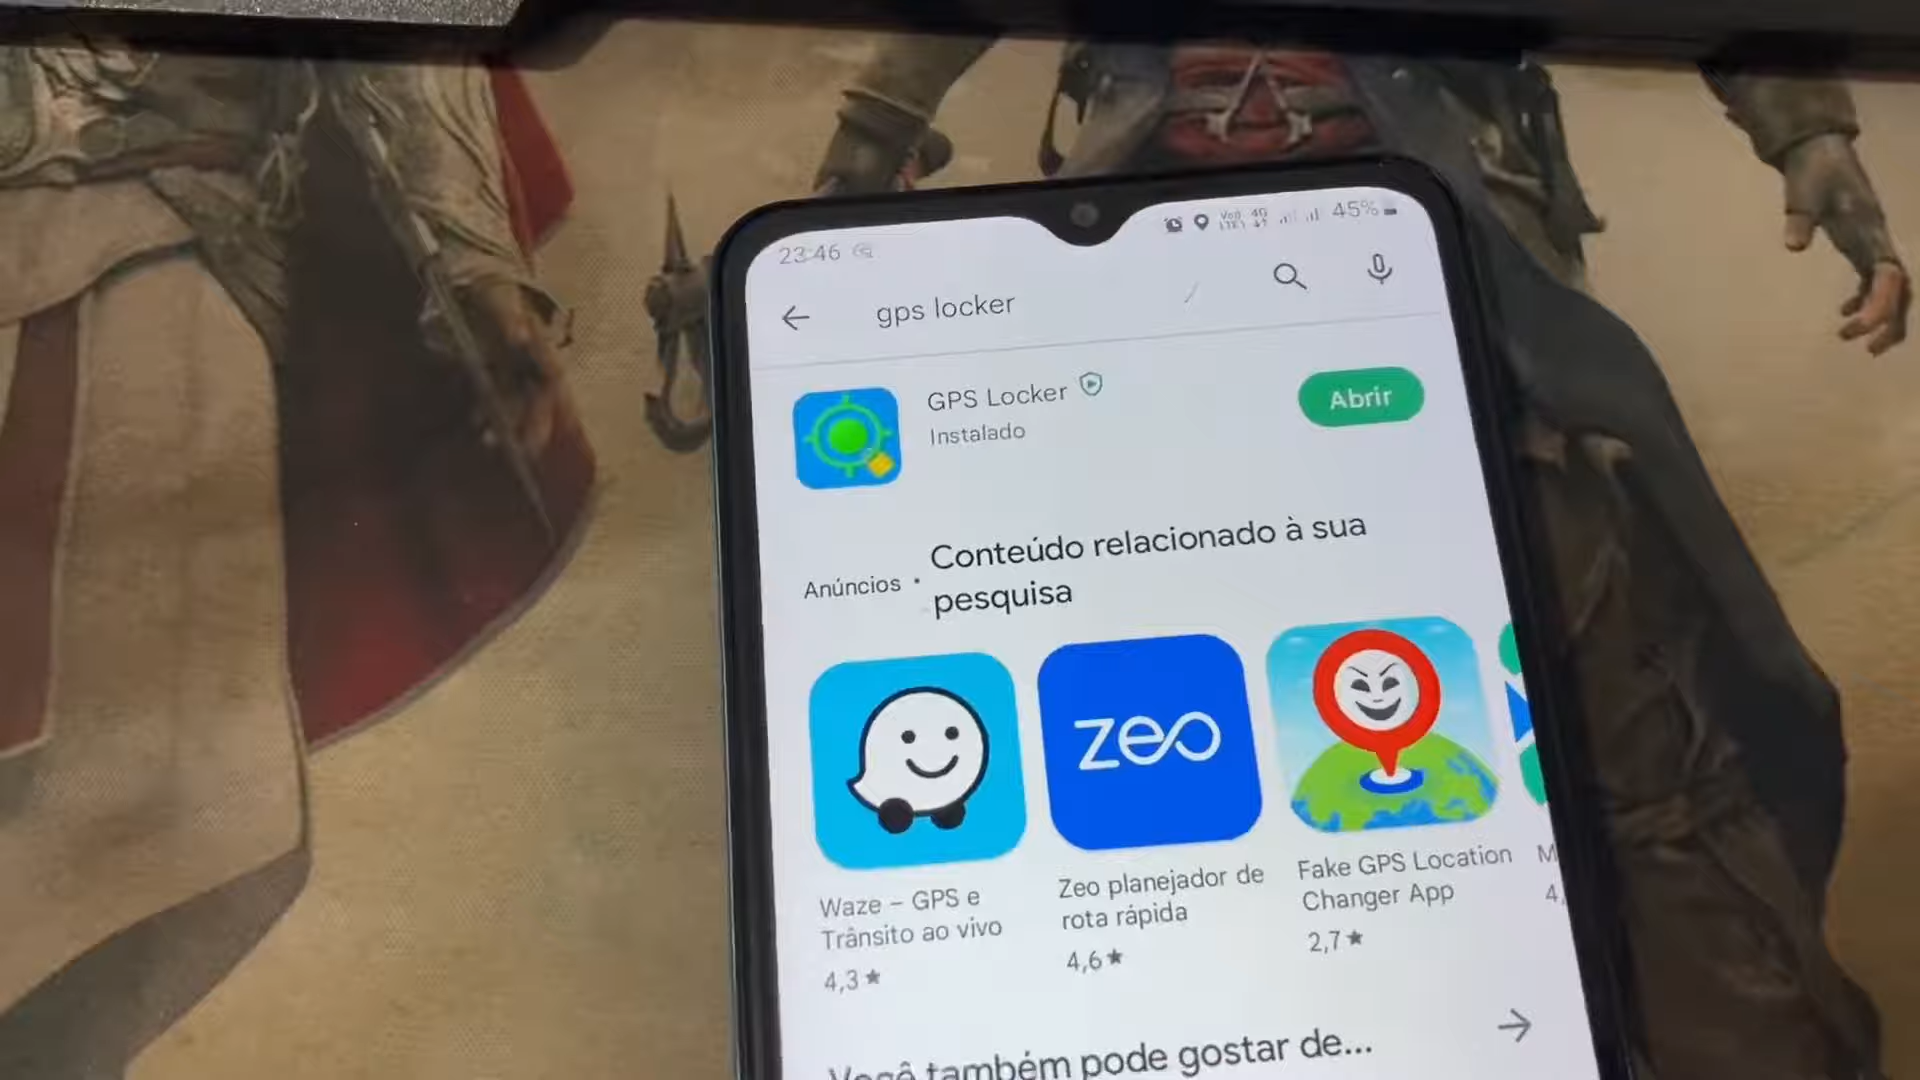 23:46
4G
45%
gps locker
GPS Locker
Instalado
Abrir
Anúncios •
Conteúdo relacionado à sua
pesquisa
zeo
Waze – GPS e
Trânsito ao vivo
4,3 ★
Zeo planejador de
rota rápida
4,6 ★
Fake GPS Location
Changer App
2,7 ★
M
4,
Você também pode gostar de...